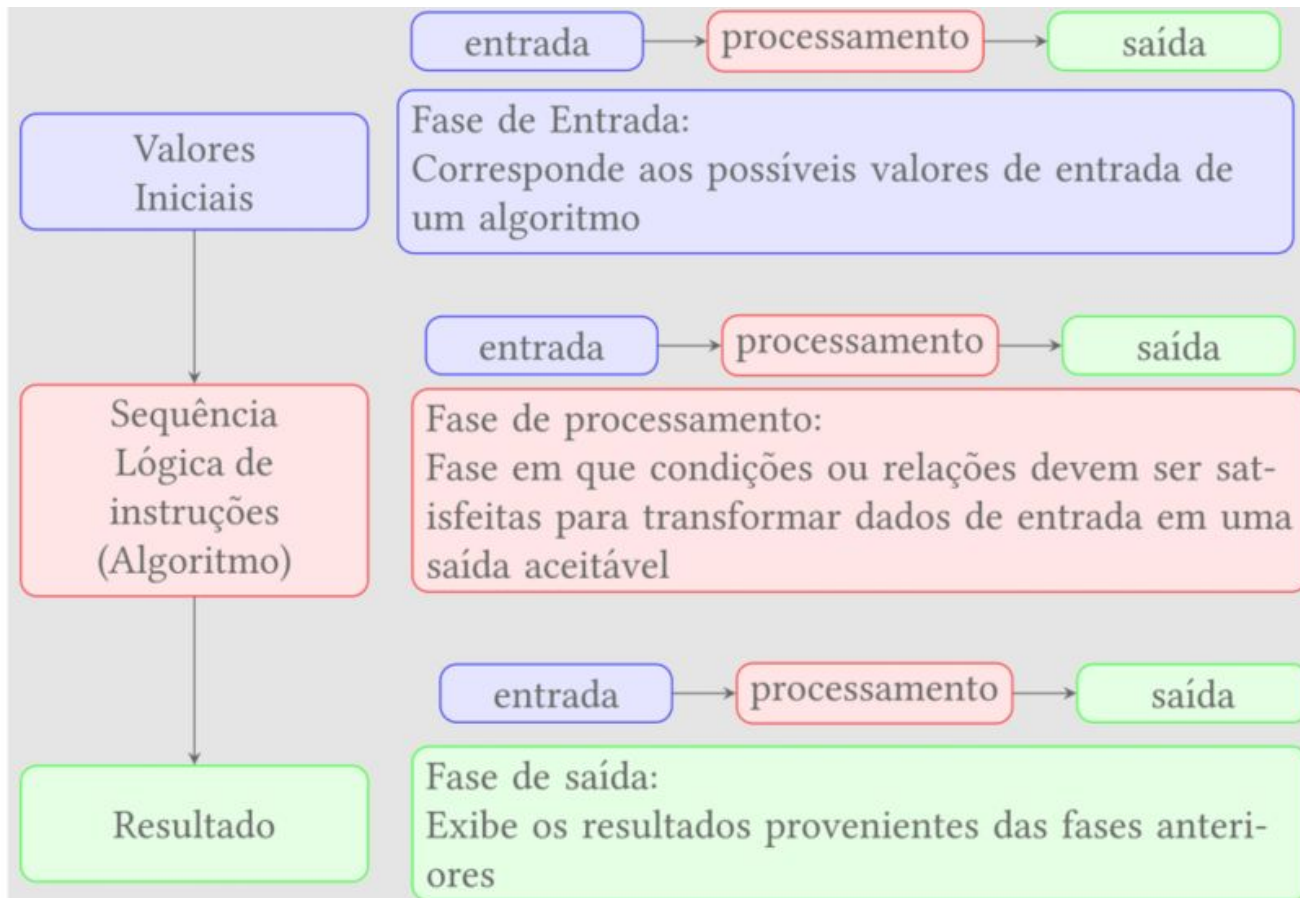 entrada
processamento
saída
Valores
Iniciais
Fase de Entrada:
Corresponde aos possíveis valores de entrada de
um algoritmo
entrada
processamento
saída
Sequência
Lógica de
instruções
(Algoritmo)
Fase de processamento:
Fase em que condições ou relações devem ser sat-
isfeitas para transformar dados de entrada em uma
saída aceitável
entrada
processamento
saída
Resultado
Fase de saída:
Exibe os resultados provenientes das fases anteri-
ores